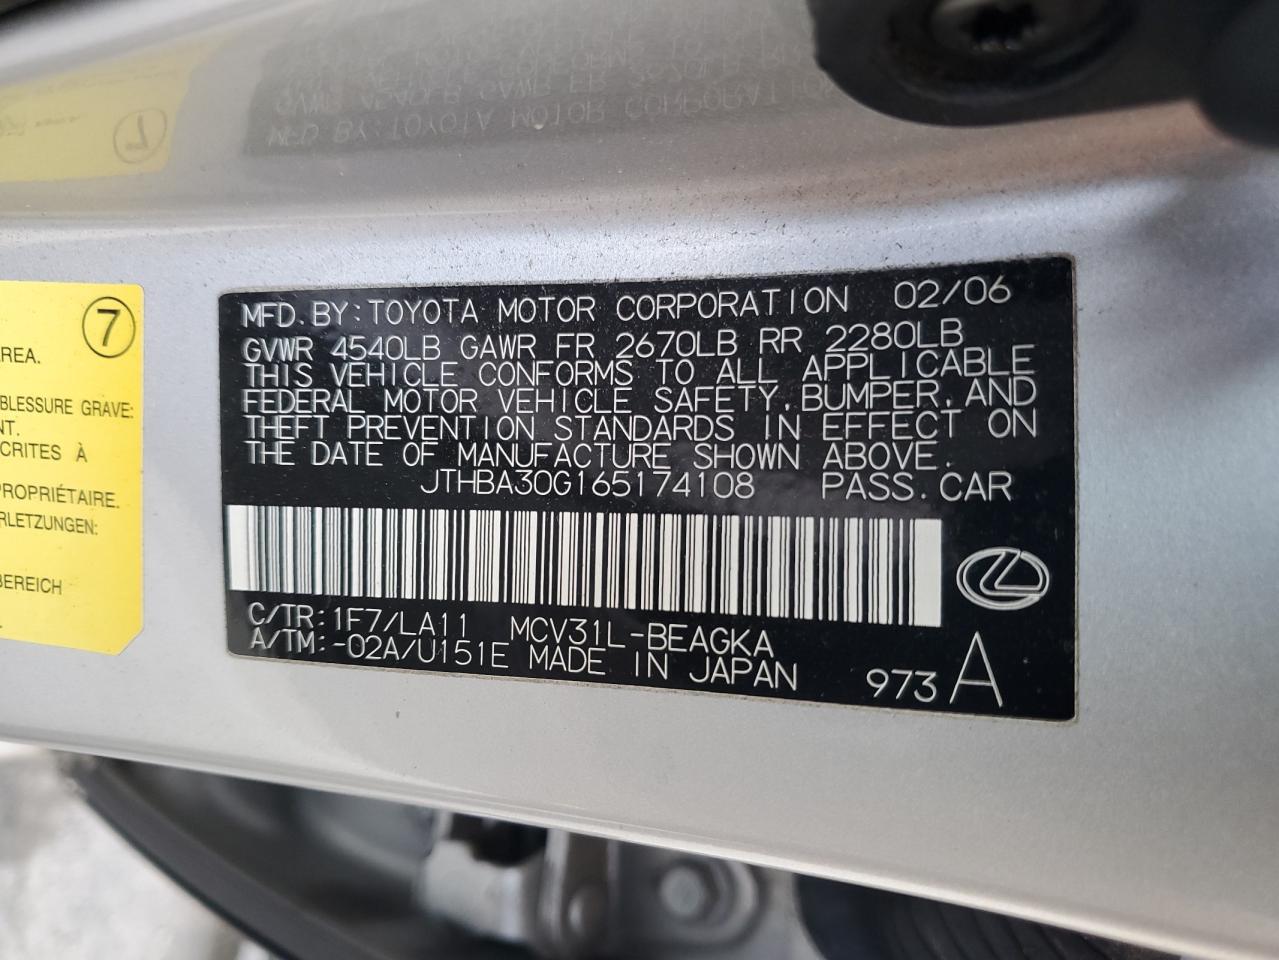 7
AREA.
BLESSURE GRAVE:
NT.
CRITES À
PROPRIÉTAIRE.
RLETZUNGEN:
BEREICH
MFD. BY: TOYOTA MOTOR CORPORATION 02/06
GVWR 4540LB GAWR FR 2670LB RR 2280LB
THIS VEHICLE CONFORMS TO ALL APPLICABLE
FEDERAL MOTOR VEHICLE SAFETY, BUMPER, AND
THEFT PREVENTION STANDARDS IN EFFECT ON
THE DATE OF MANUFACTURE SHOWN ABOVE.
JTHBA30G165174108 PASS. CAR
C/TR: 1F7/LA11 MCV31L-BEAGKA
A/TM: -02A/U151E MADE IN JAPAN 973 A